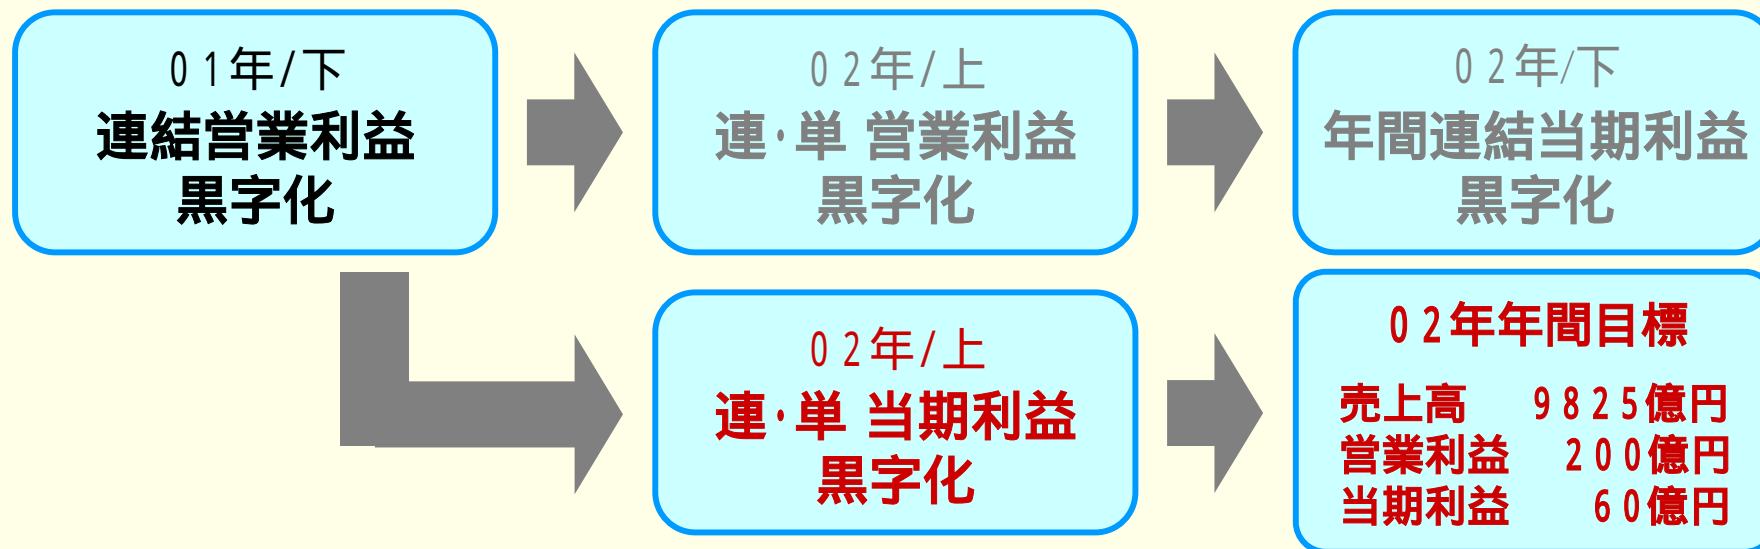 01年/下
連結営業利益
黒字化
02年/上
連・単 営業利益
黒字化
02年/下
年間連結当期利益
黒字化
02年/上
連・単 当期利益
黒字化
02年年間目標
売上高 9825億円
営業利益 200億円
当期利益 60億円